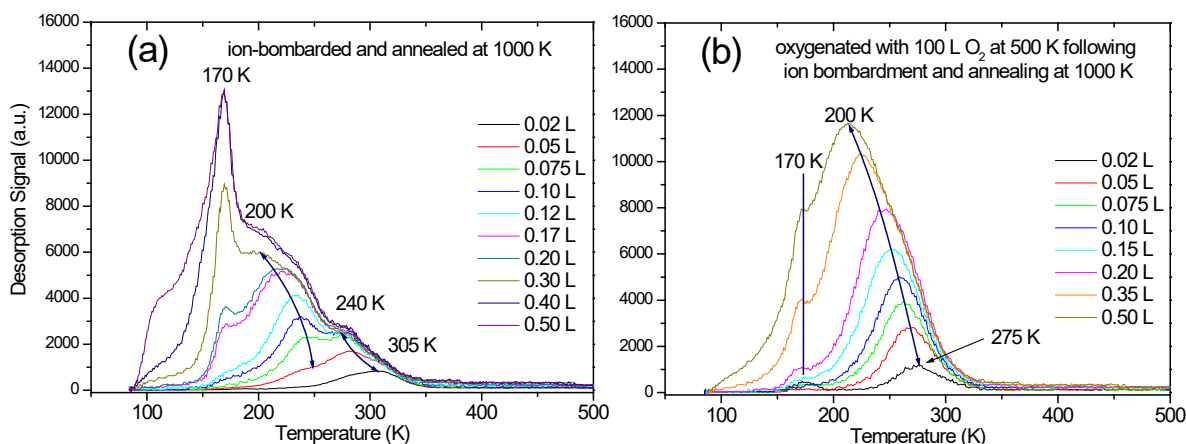 (a)
ion-bombarded and annealed at 1000 K
170 K
200 K
240 K
305 K
0.02 L
0.05 L
0.075 L
0.10 L
0.12 L
0.17 L
0.20 L
0.30 L
0.40 L
0.50 L
Desorption Signal (a.u.)
16000
14000
12000
10000
8000
6000
4000
2000
0
100
200
300
400
500
Temperature (K)
(b)
oxygenated with 100 L O₂ at 500 K following
ion bombardment and annealing at 1000 K
200 K
170 K
275 K
0.02 L
0.05 L
0.075 L
0.10 L
0.15 L
0.20 L
0.35 L
0.50 L
16000
14000
12000
10000
8000
6000
4000
2000
0
100
200
300
400
500
Temperature (K)